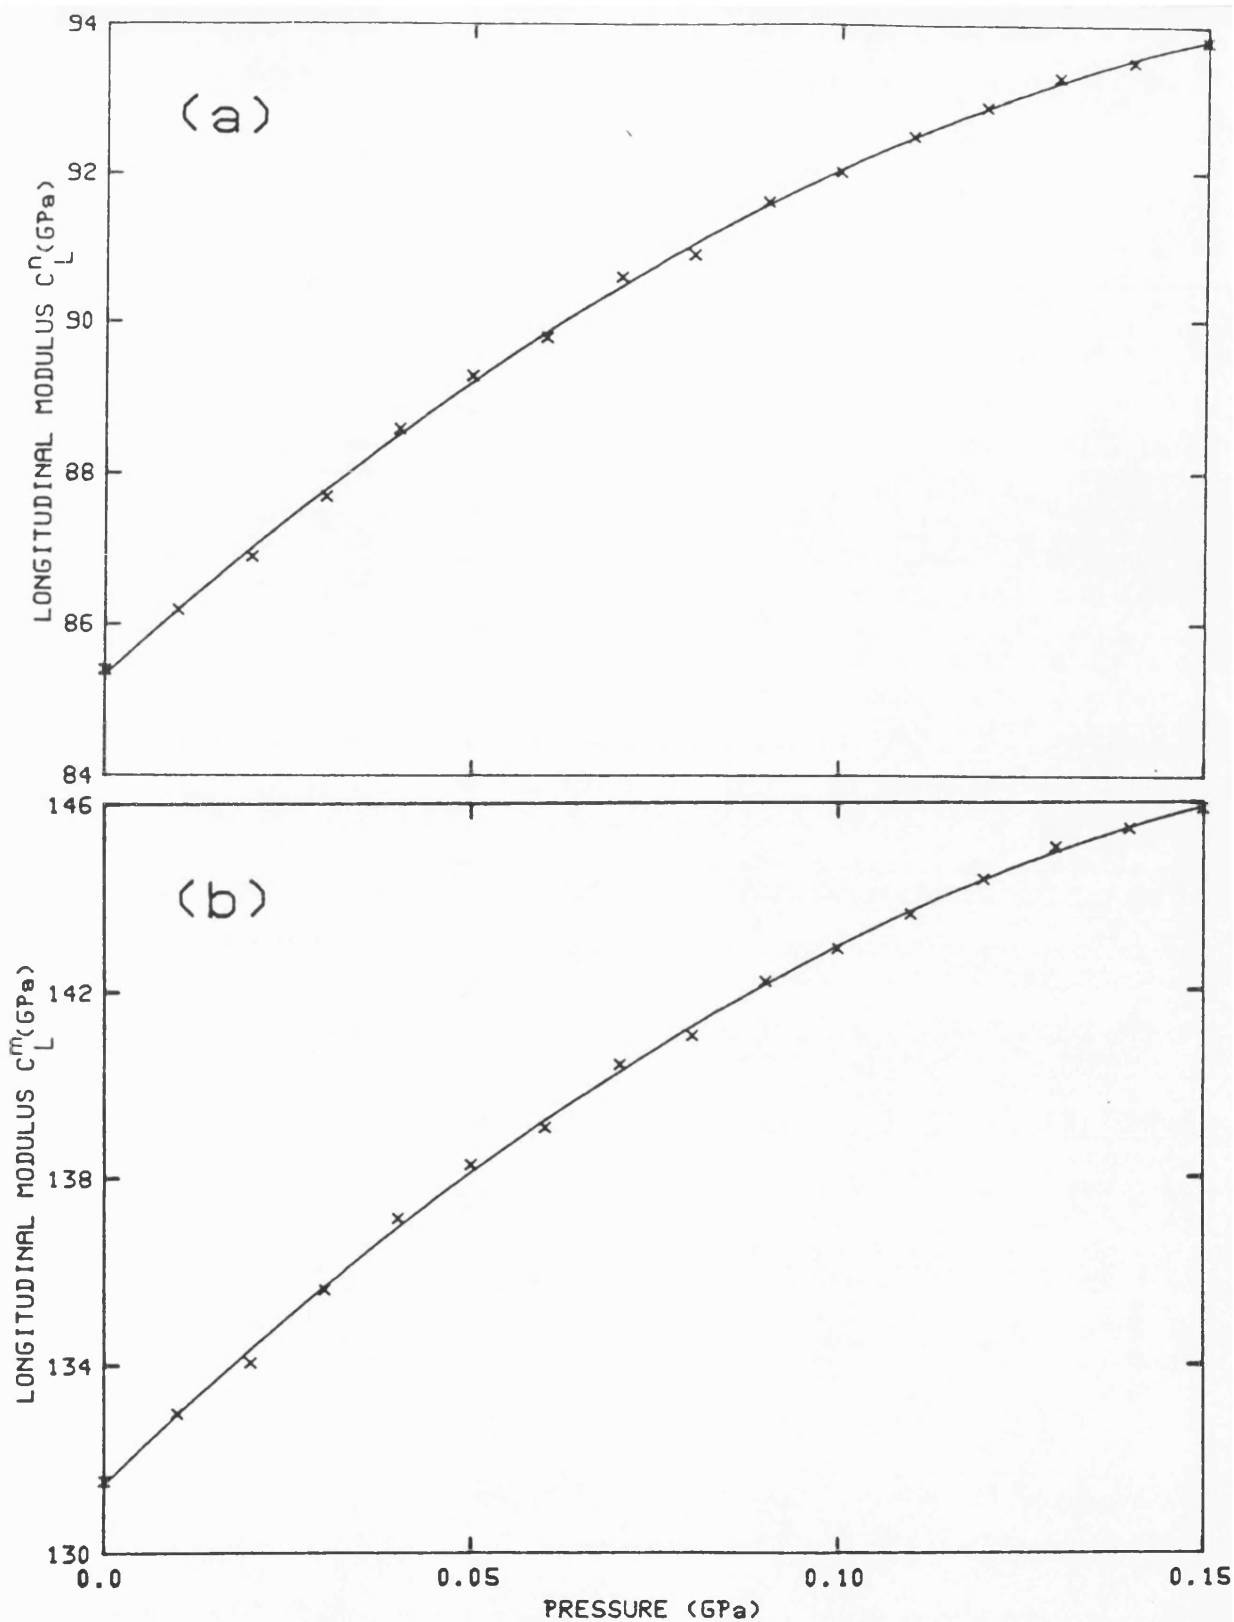 94
(a)
92
90
88
86
84
LONGITUDINAL MODULUS C^n_L (GPa)
146
(b)
142
138
134
130
LONGITUDINAL MODULUS C^m_L (GPa)
0.0 0.05 0.10 0.15
PRESSURE (GPa)